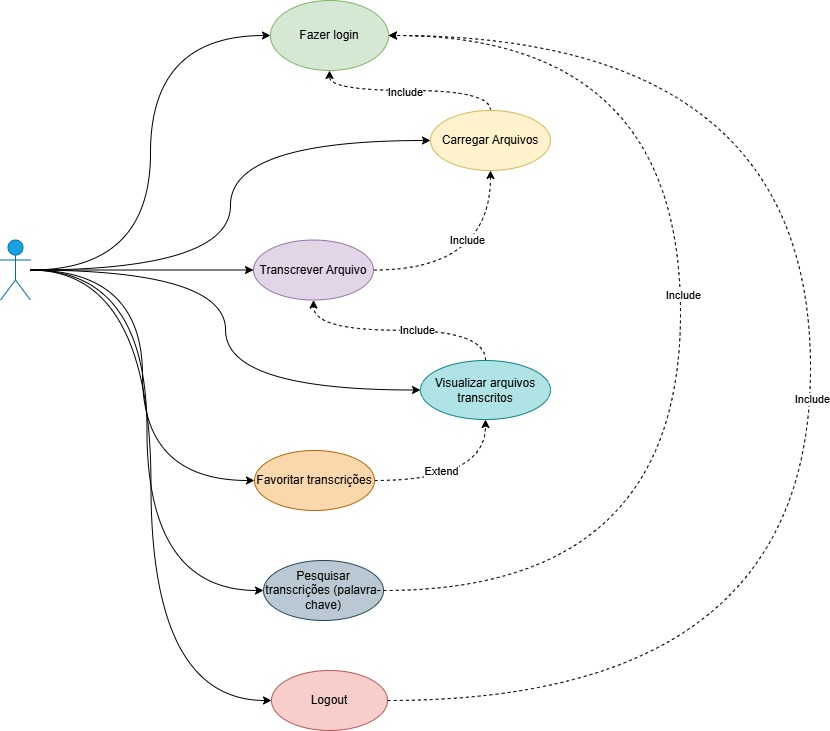 Fazer login
Include
Carregar Arquivos
Include
Transcrever Arquivo
Include
Include
Visualizar arquivos
transcritos
Include
Extend
Favoritar transcrições
Pesquisar
transcrições (palavra-
chave)
Logout